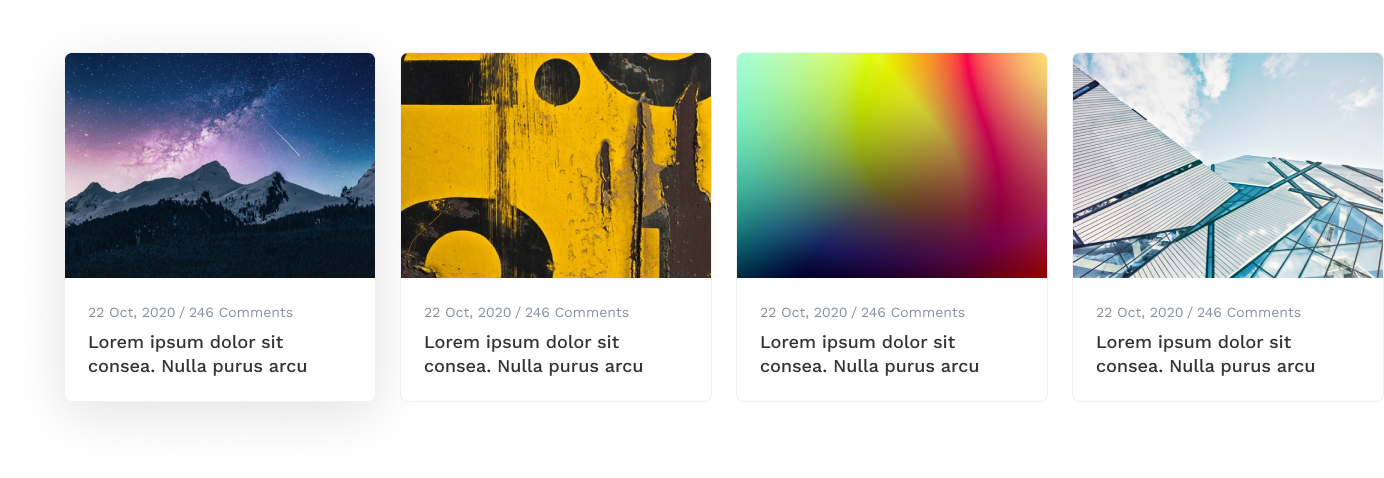 22 Oct, 2020 / 246 Comments
Lorem ipsum dolor sit
consea. Nulla purus arcu
22 Oct, 2020 / 246 Comments
Lorem ipsum dolor sit
consea. Nulla purus arcu
22 Oct, 2020 / 246 Comments
Lorem ipsum dolor sit
consea. Nulla purus arcu
22 Oct, 2020 / 246 Comments
Lorem ipsum dolor sit
consea. Nulla purus arcu